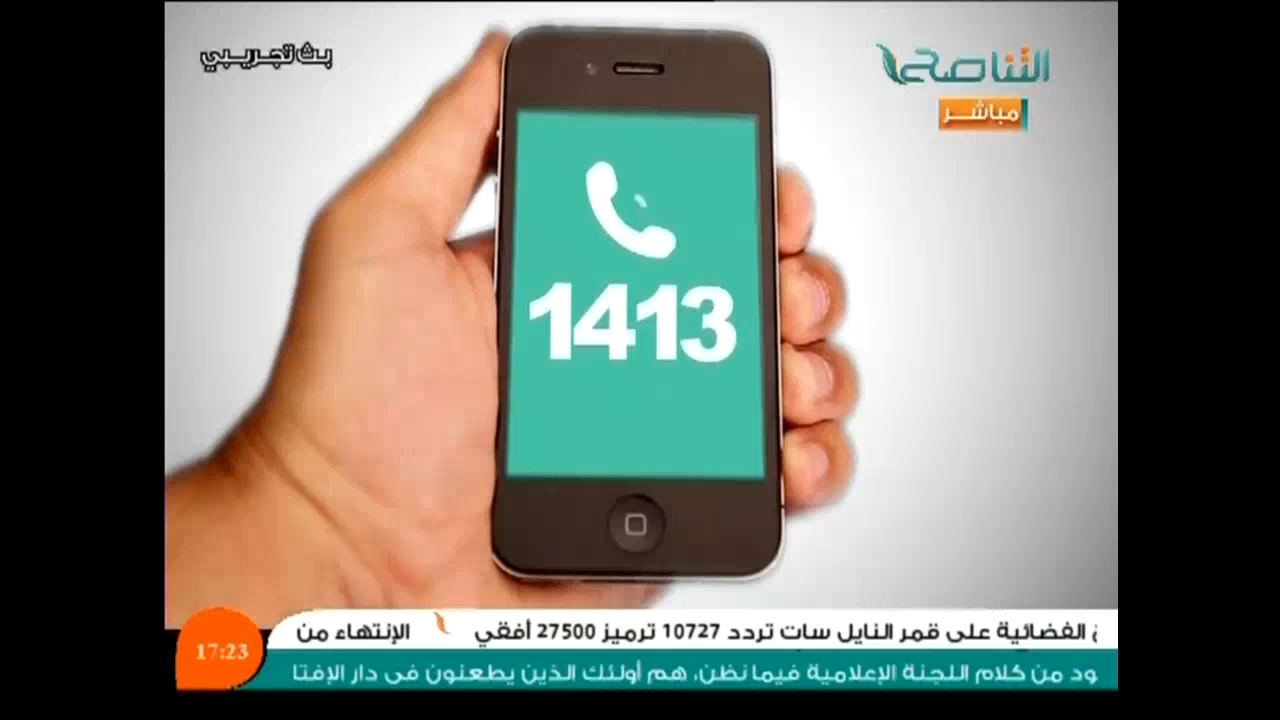 بث تجريبي
التناصح
مباشر
1413
الفضائية على قمر النايل سات تردد 10727 ترميز 27500 أفقي
الإنتهاء من
17:23
ود من كلام اللجنة الإعلامية فيما نظن، هم أولئك الذين يطعنون في دار الإفتا